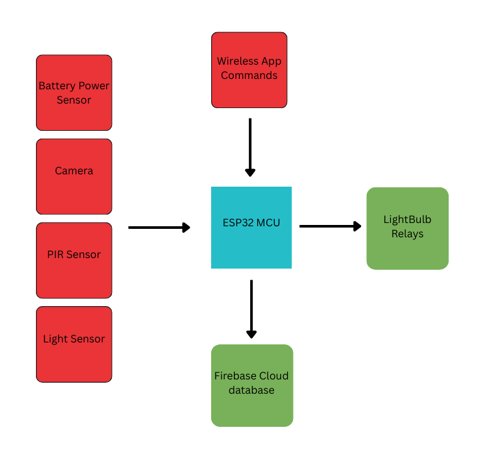 Wireless App
Commands
Battery Power
Sensor
Camera
PIR Sensor
Light Sensor
ESP32 MCU
LightBulb
Relays
Firebase Cloud
database